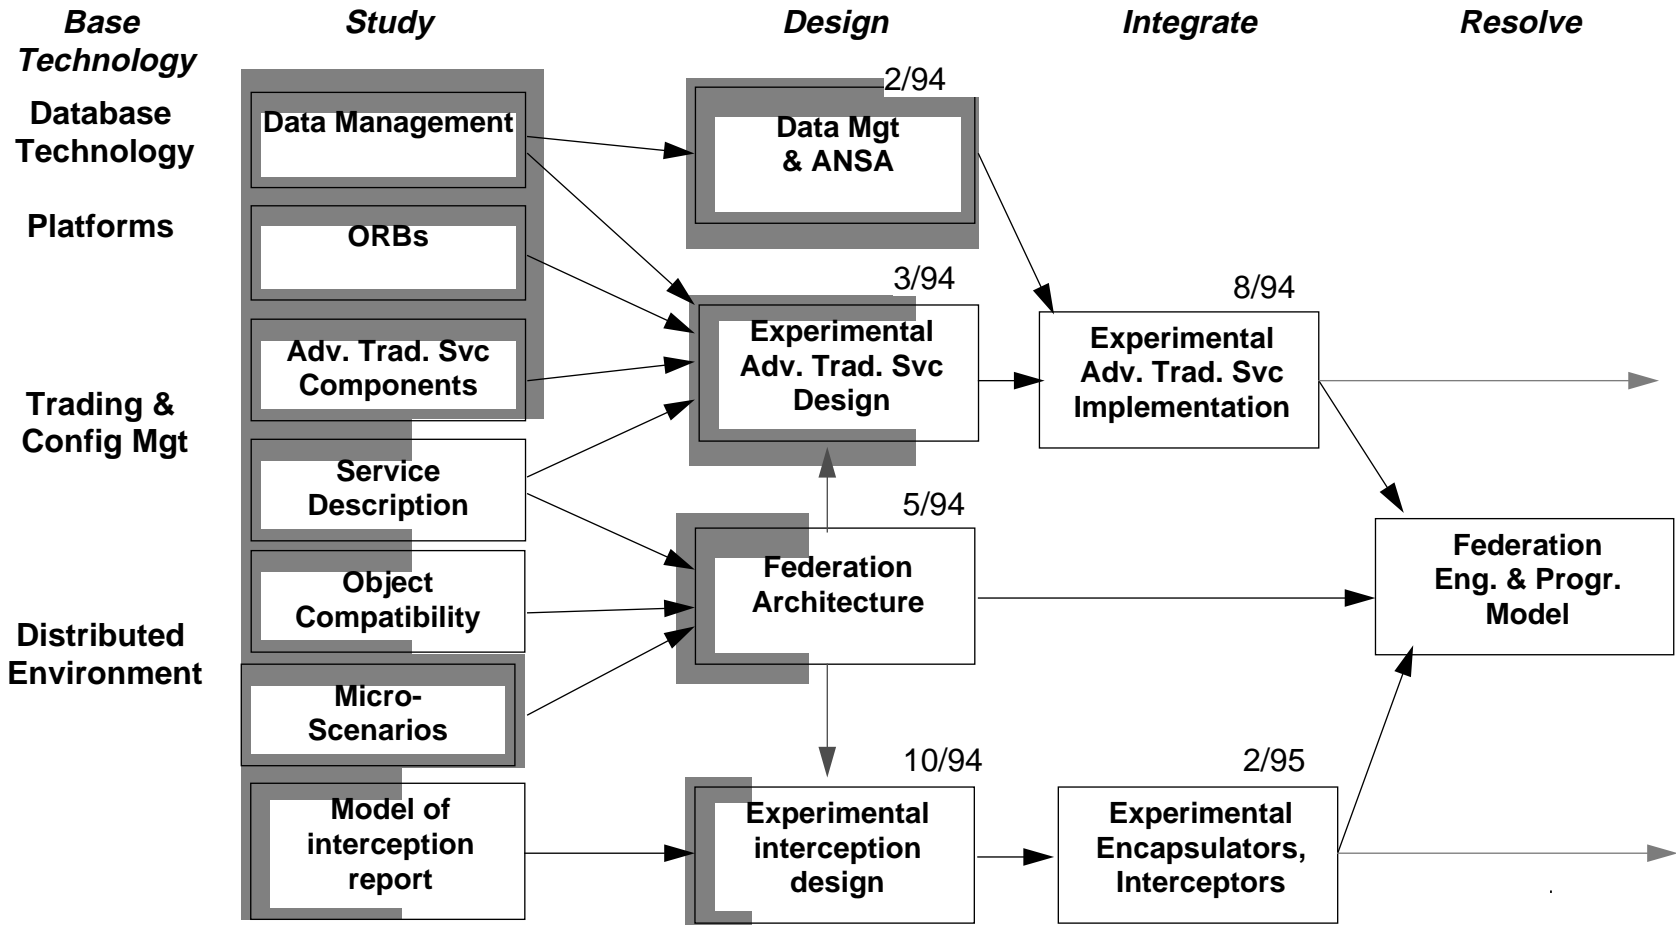 Base
Technology
Study
Design
Integrate
Resolve
Database
Technology
Platforms
Trading &
Config Mgt
Distributed
Environment
Data Management
ORBs
Adv. Trad. Svc
Components
Service
Description
Object
Compatibility
Micro-
Scenarios
Model of
interception
report
2/94
Data Mgt
& ANSA
3/94
Experimental
Adv. Trad. Svc
Design
5/94
Federation
Architecture
10/94
Experimental
interception
design
8/94
Experimental
Adv. Trad. Svc
Implementation
2/95
Experimental
Encapsulators,
Interceptors
Federation
Eng. & Progr.
Model